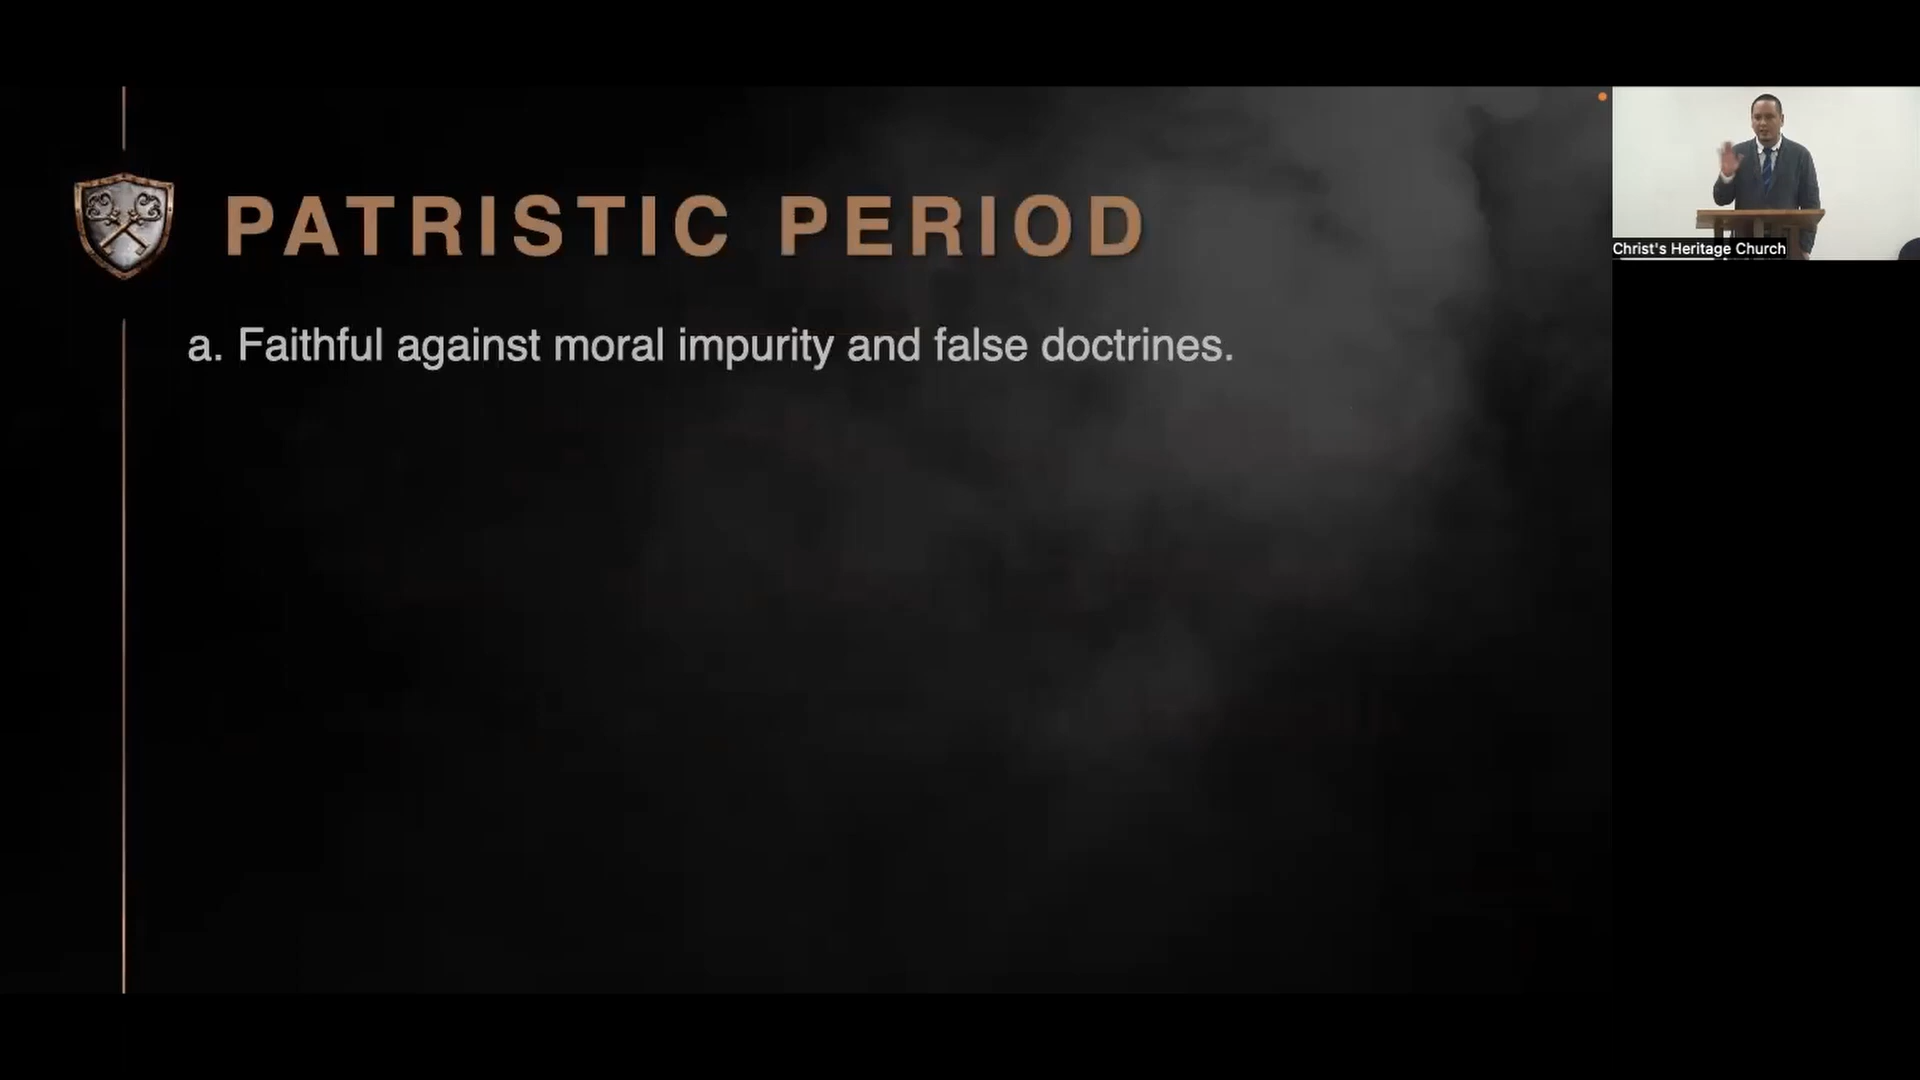 PATRISTIC PERIOD
a. Faithful against moral impurity and false doctrines.
Christ's Heritage Church